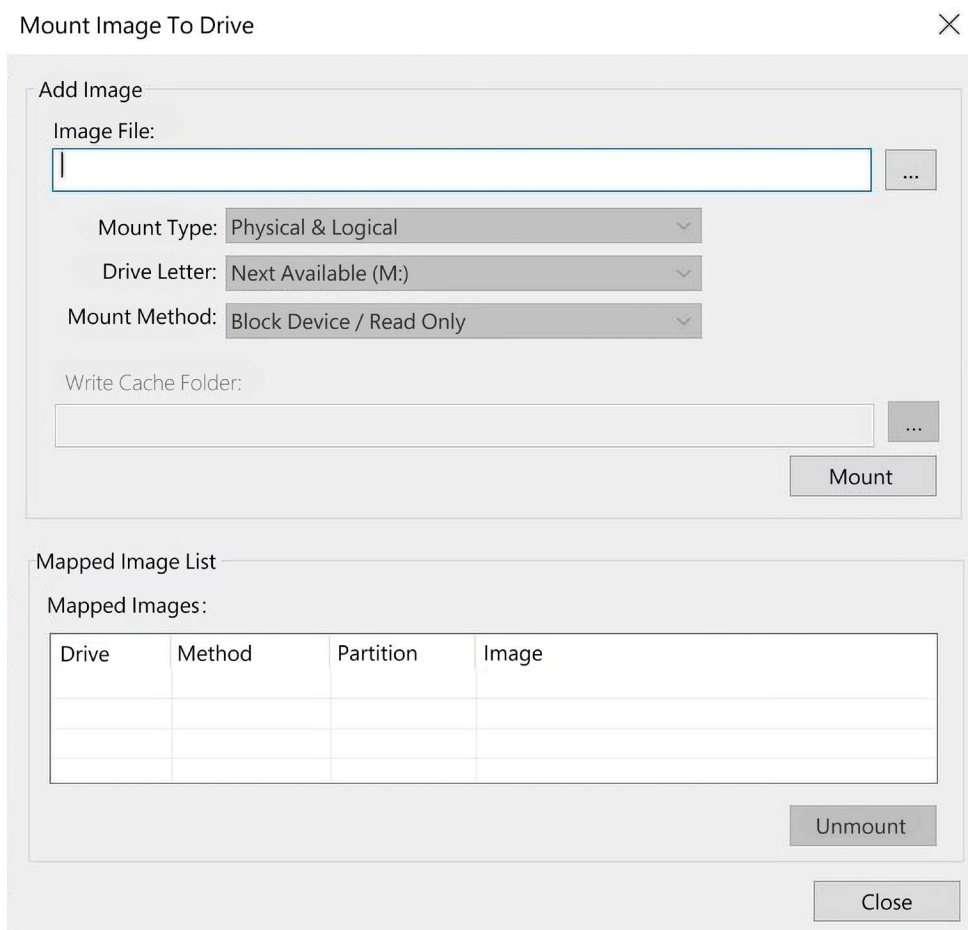 Mount Image To Drive
Add Image
Image File:
...
Mount Type: Physical & Logical
Drive Letter: Next Available (M:)
Mount Method: Block Device / Read Only
Write Cache Folder:
...
Mount
Mapped Image List
Mapped Images:
Drive Method Partition Image
Unmount
Close